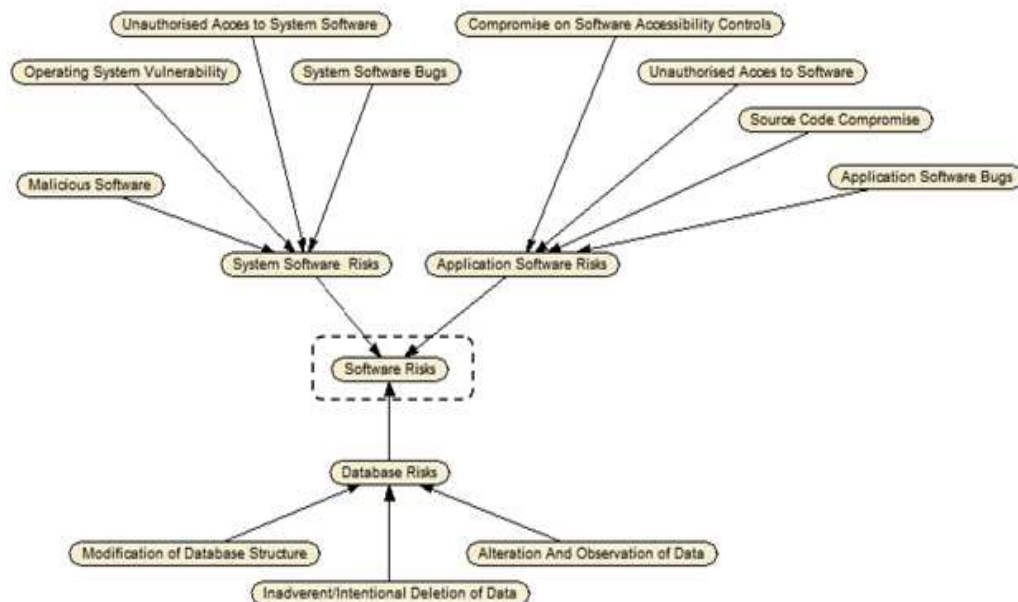 Unauthorised Acces to System Software
Compromise on Software Accessibility Controls
Operating System Vulnerability
System Software Bugs
Unauthorised Acces to Software
Source Code Compromise
Malicious Software
Application Software Bugs
System Software Risks
Application Software Risks
Software Risks
Database Risks
Modification of Database Structure
Alteration And Observation of Data
Inadverent/Intentional Deletion of Data